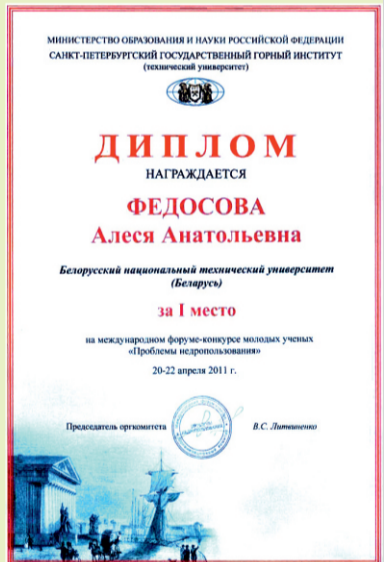 МИНИСТЕРСТВО ОБРАЗОВАНИЯ И НАУКИ РОССИЙСКОЙ ФЕДЕРАЦИИ
САНКТ-ПЕТЕРБУРГСКИЙ ГОСУДАРСТВЕННЫЙ ГОРНЫЙ ИНСТИТУТ
(технический университет)
ДИПЛОМ
НАГРАЖДАЕТСЯ
ФЕДОСОВА
Алеся Анатольевна
Белорусский национальный технический университет
(Беларусь)
за I место
на международном форуме-конкурсе молодых ученых
«Проблемы недропользования»
20-22 апреля 2011 г.
Председатель оргкомитета В.С. Литвиненко